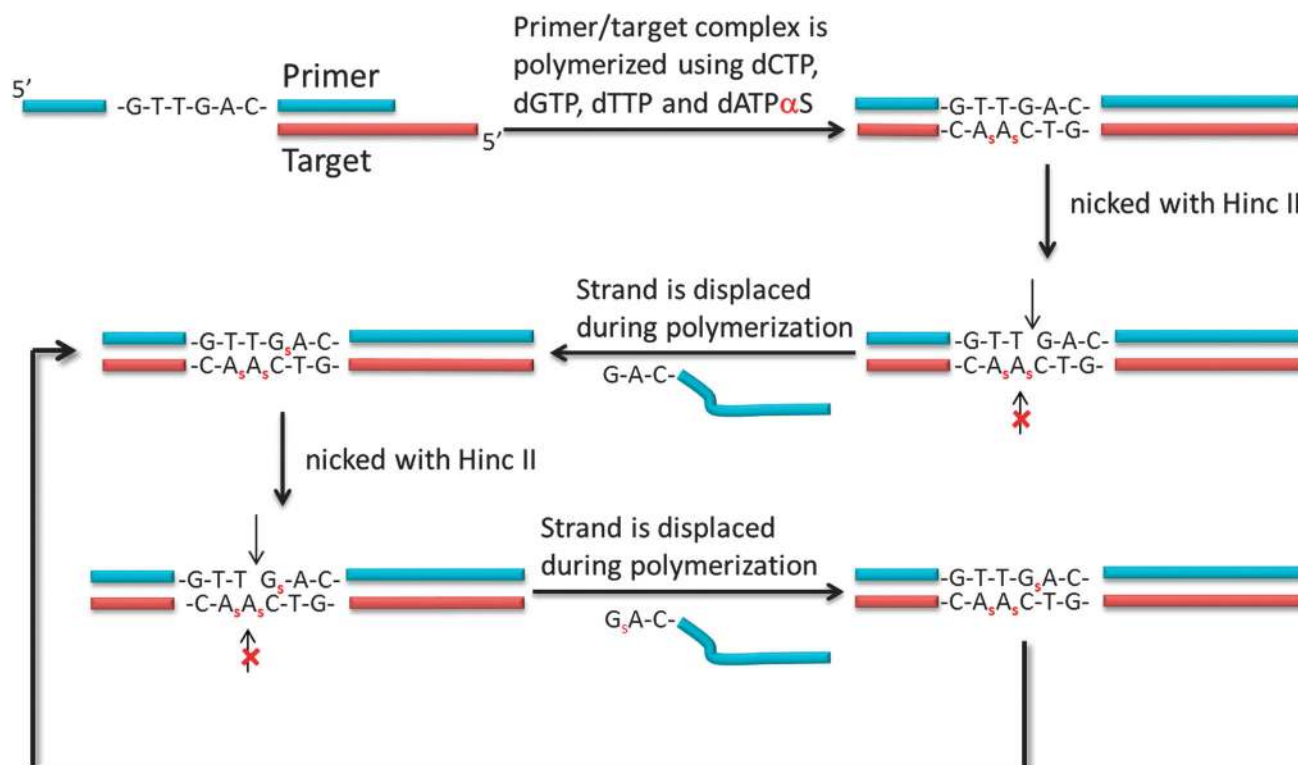 Primer/target complex is
polymerized using dCTP,
dGTP, dTTP and dATPαS
5'
Primer
-G-T-T-G-A-C-
Target
5'
-G-T-T-G-A-C-
-C-AsAsC-T-G-
nicked with Hinc II
Strand is displaced
during polymerization
G-A-C-
-G-T-T-GsA-C-
-C-AsAsC-T-G-
-G-T-T G-A-C-
-C-AsAsC-T-G-
nicked with Hinc II
Strand is displaced
during polymerization
GsA-C-
-G-T-T GsA-C-
-C-AsAsC-T-G-
-G-T-T-GsA-C-
-C-AsAsC-T-G-